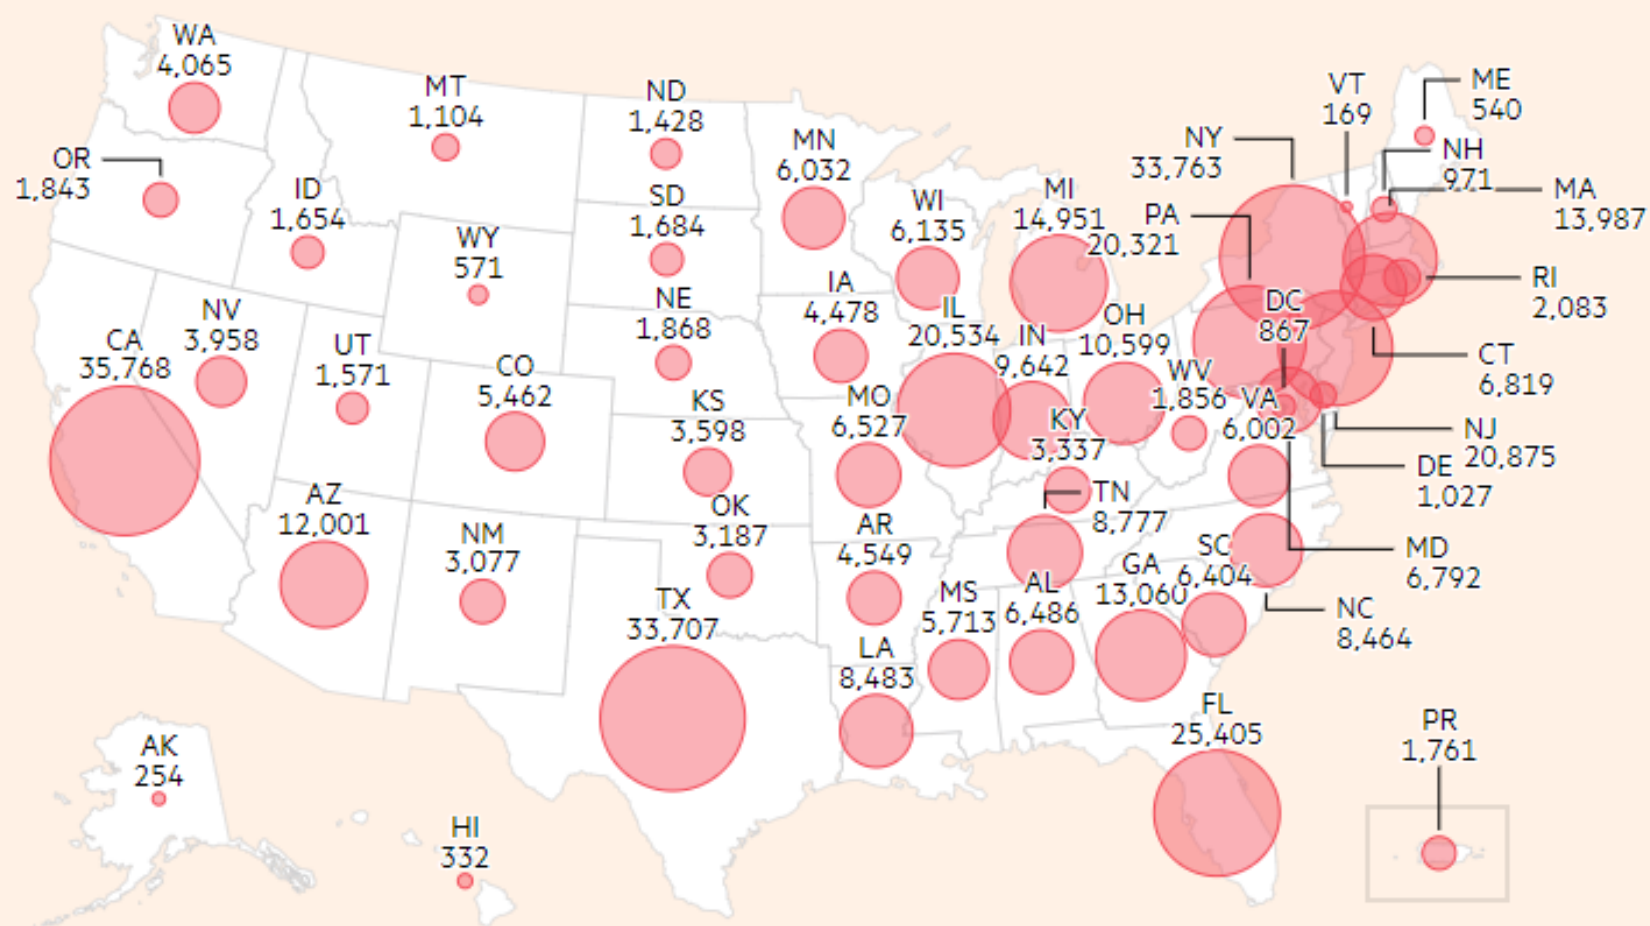 WA
4,065
MT
1,104
ND
1,428
MN
6,032
VT
169
ME
540
NY
33,763
NH
971
OR
1,843
ID
1,654
SD
1,684
WI
6,135
MI
14,951
PA
20,321
MA
13,987
WY
571
RI
2,083
NV
3,958
NE
1,868
IA
4,478
IL
20,534
IN
9,642
OH
10,599
DC
867
CA
35,768
UT
1,571
CO
5,462
CT
6,819
KS
3,598
MO
6,527
KY
3,337
WV
1,856
VA
6,002
NJ
20,875
DE
1,027
AZ
12,001
NM
3,077
OK
3,187
AR
4,549
TN
8,777
MD
6,792
TX
33,707
MS
5,713
AL
6,486
GA
13,060
SC
6,404
NC
8,464
LA
8,483
FL
25,405
PR
1,761
AK
254
HI
332